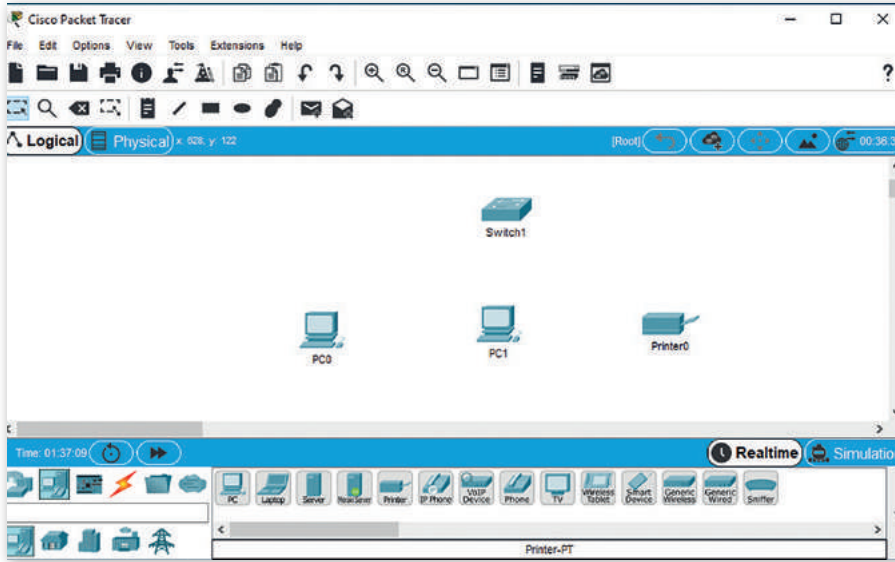 Cisco Packet Tracer
File Edit Options View Tools Extensions Help
?
Logical Physical x: 628, y: 122 [Root] 00:36:3
Switch1
PC0
PC1
Printer0
Time: 01:37:09 Realtime Simulatio
PC Laptop Server Printer IP Phone VoIP Device Phone TV Wireless Tablet Smart Device Generic Wireless Generic Wired Sniffer
Printer-PT